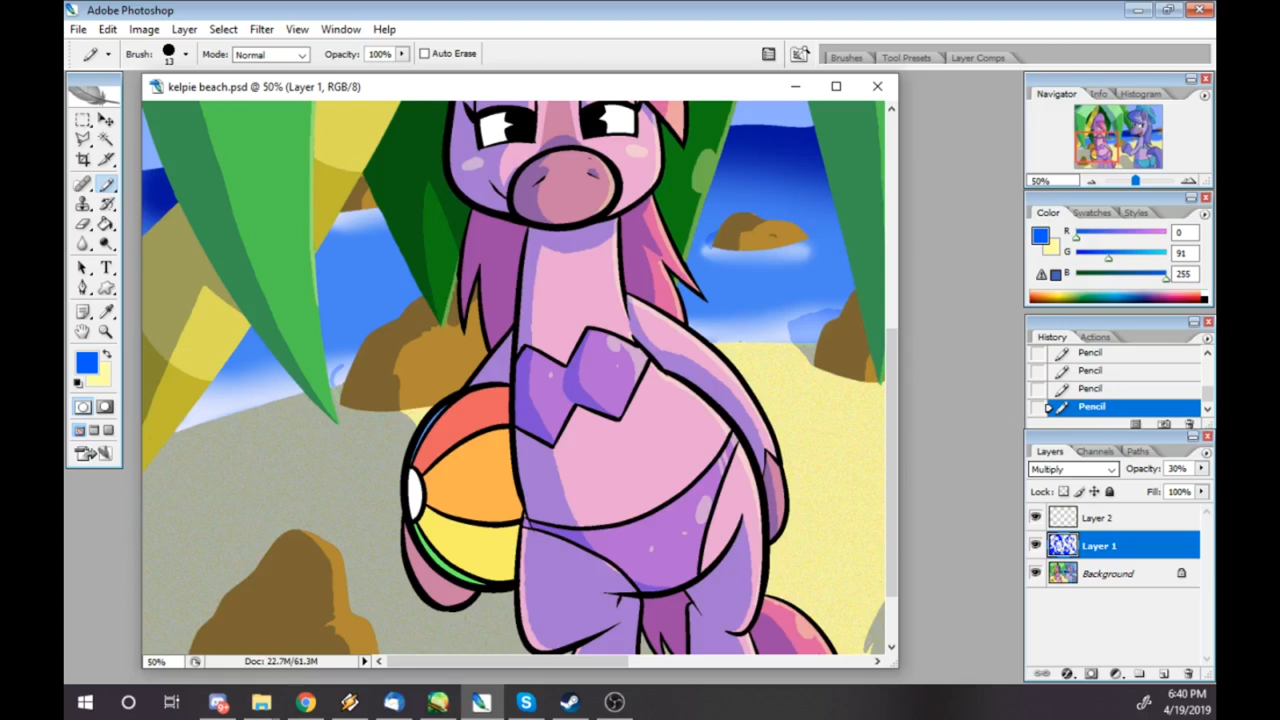 Adobe Photoshop
File Edit Image Layer Select Filter View Window Help
Brush: 13 Mode: Normal Opacity: 100% Auto Erase
Brushes Tool Presets Layer Comps
kelpie beach.psd @ 50% (Layer 1, RGB/8)
Navigator Info Histogram
50%
Color Swatches Styles
R 0
G 91
B 255
History Actions
Pencil
Pencil
Pencil
Pencil
Layers Channels Paths
Multiply Opacity: 30%
Lock: Fill: 100%
Layer 2
Layer 1
Background
50% Doc: 22.7M/61.3M
6:40 PM
4/19/2019